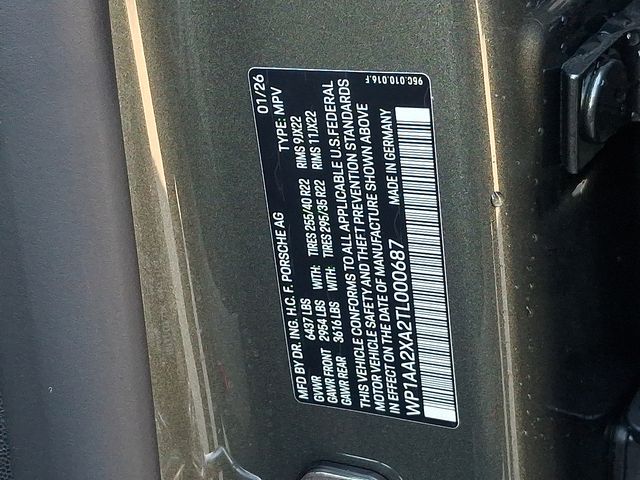 MFD BY DR. ING. H.C. F. PORSCHE AG 01/26
GVWR 6437 LBS TYPE: MPV
GAWR FRONT 2954 LBS WITH: TIRES 255/40 R22 RIMS 9JX22
GAWR REAR 3616 LBS WITH: TIRES 295/35 R22 RIMS 11JX22
THIS VEHICLE CONFORMS TO ALL APPLICABLE U.S. FEDERAL
MOTOR VEHICLE SAFETY AND THEFT PREVENTION STANDARDS
IN EFFECT ON THE DATE OF MANUFACTURE SHOWN ABOVE
WP1AA2XA2TL000687 MADE IN GERMANY
95C.010.016.F